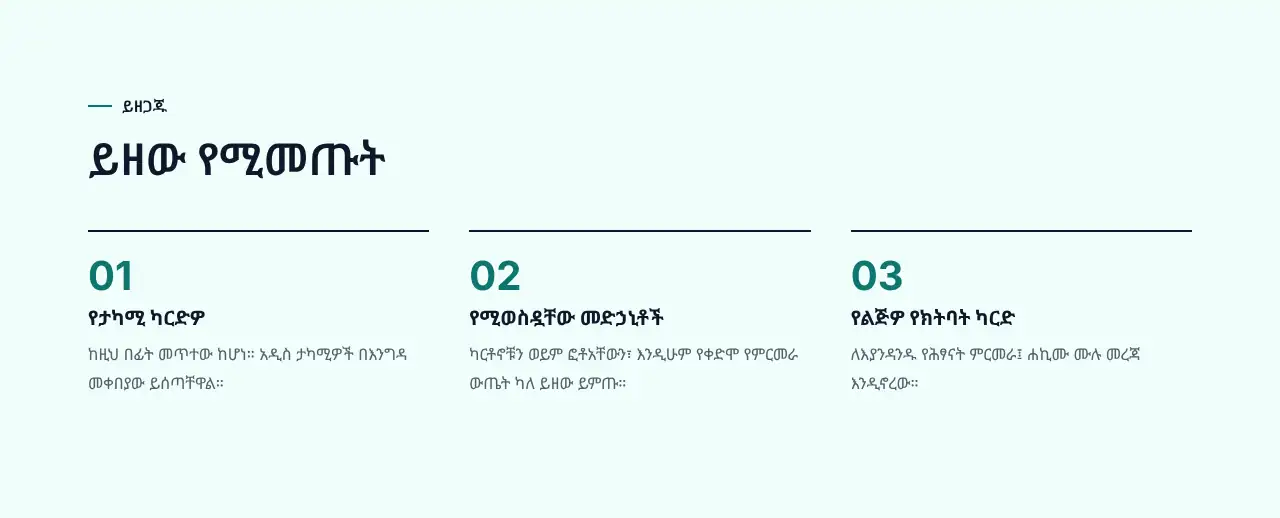 ይዘጋጁ
ይዘው የሚመጡት
01
የታካሚ ካርድዎ
ከዚህ በፊት መጥተው ከሆነ። አዲስ ታካሚዎች በእንግዳ
መቀበያው ይሰጣቸዋል።
02
የሚወስዷቸው መድኃኒቶች
ካርቶኖቹን ወይም ፎቶአቸውን፣ እንዲሁም የቀድሞ የምርመራ
ውጤት ካለ ይዘው ይምጡ።
03
የልጅዎ የክትባት ካርድ
ለእያንዳንዱ የሕፃናት ምርመራ፤ ሐኪሙ ሙሉ መረጃ
እንዲኖረው።